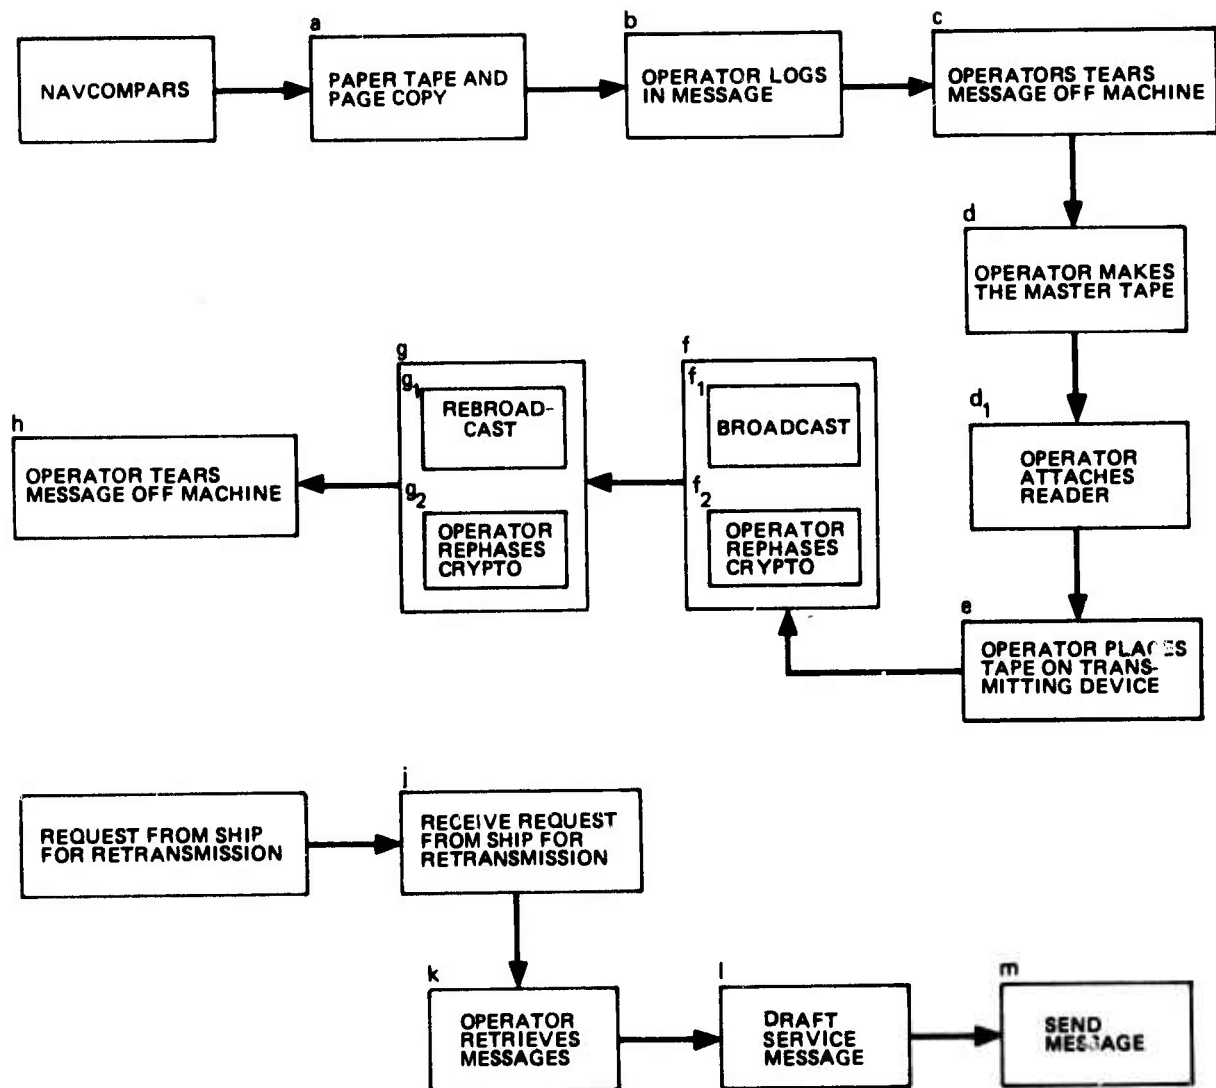 NAVCOMPARS
a
PAPER TAPE AND
PAGE COPY
b
OPERATOR LOGS
IN MESSAGE
c
OPERATORS TEARS
MESSAGE OFF MACHINE
d
OPERATOR MAKES
THE MASTER TAPE
d1
OPERATOR
ATTACHES
READER
e
OPERATOR PLACES
TAPE ON TRANS-
MITTING DEVICE
f
f1
BROADCAST
f2
OPERATOR
REPHASES
CRYPTO
g
g1
REBROAD-
CAST
g2
OPERATOR
REPHASES
CRYPTO
h
OPERATOR TEARS
MESSAGE OFF MACHINE
REQUEST FROM SHIP
FOR RETRANSMISSION
j
RECEIVE REQUEST
FROM SHIP FOR
RETRANSMISSION
k
OPERATOR
RETRIEVES
MESSAGES
l
DRAFT
SERVICE
MESSAGE
m
SEND
MESSAGE